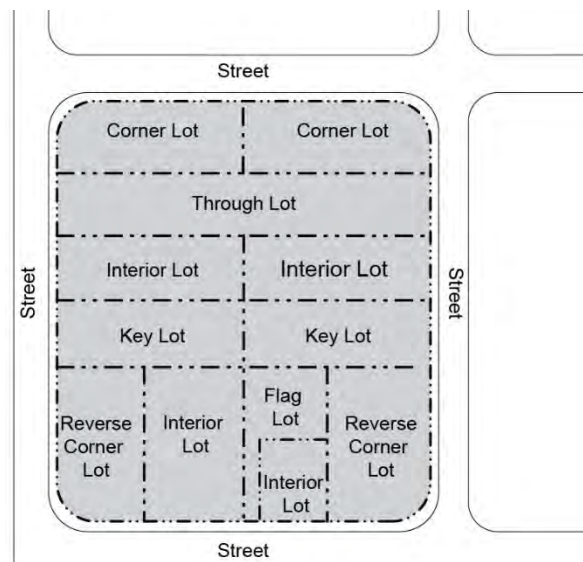 Street
Corner Lot
Corner Lot
Through Lot
Interior Lot
Interior Lot
Street
Street
Key Lot
Key Lot
Reverse
Corner
Lot
Interior
Lot
Flag
Lot
Interior
Lot
Reverse
Corner
Lot
Street